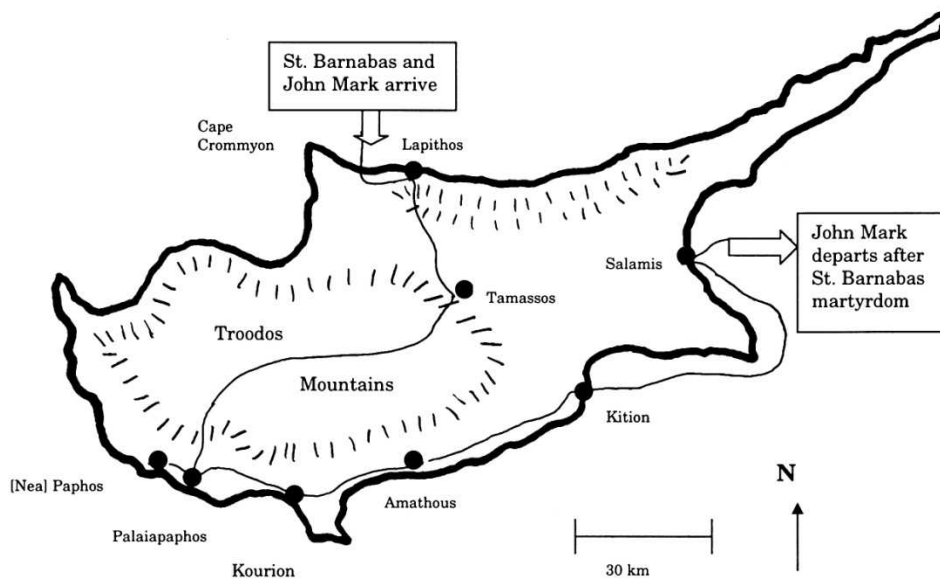 St. Barnabas and
John Mark arrive
Cape
Crommyon
Lapithos
John Mark
departs after
St. Barnabas
martyrdom
Salamis
Tamassos
Troodos
Mountains
Kition
[Nea] Paphos
Amathous
N
Palaiapaphos
Kourion
30 km